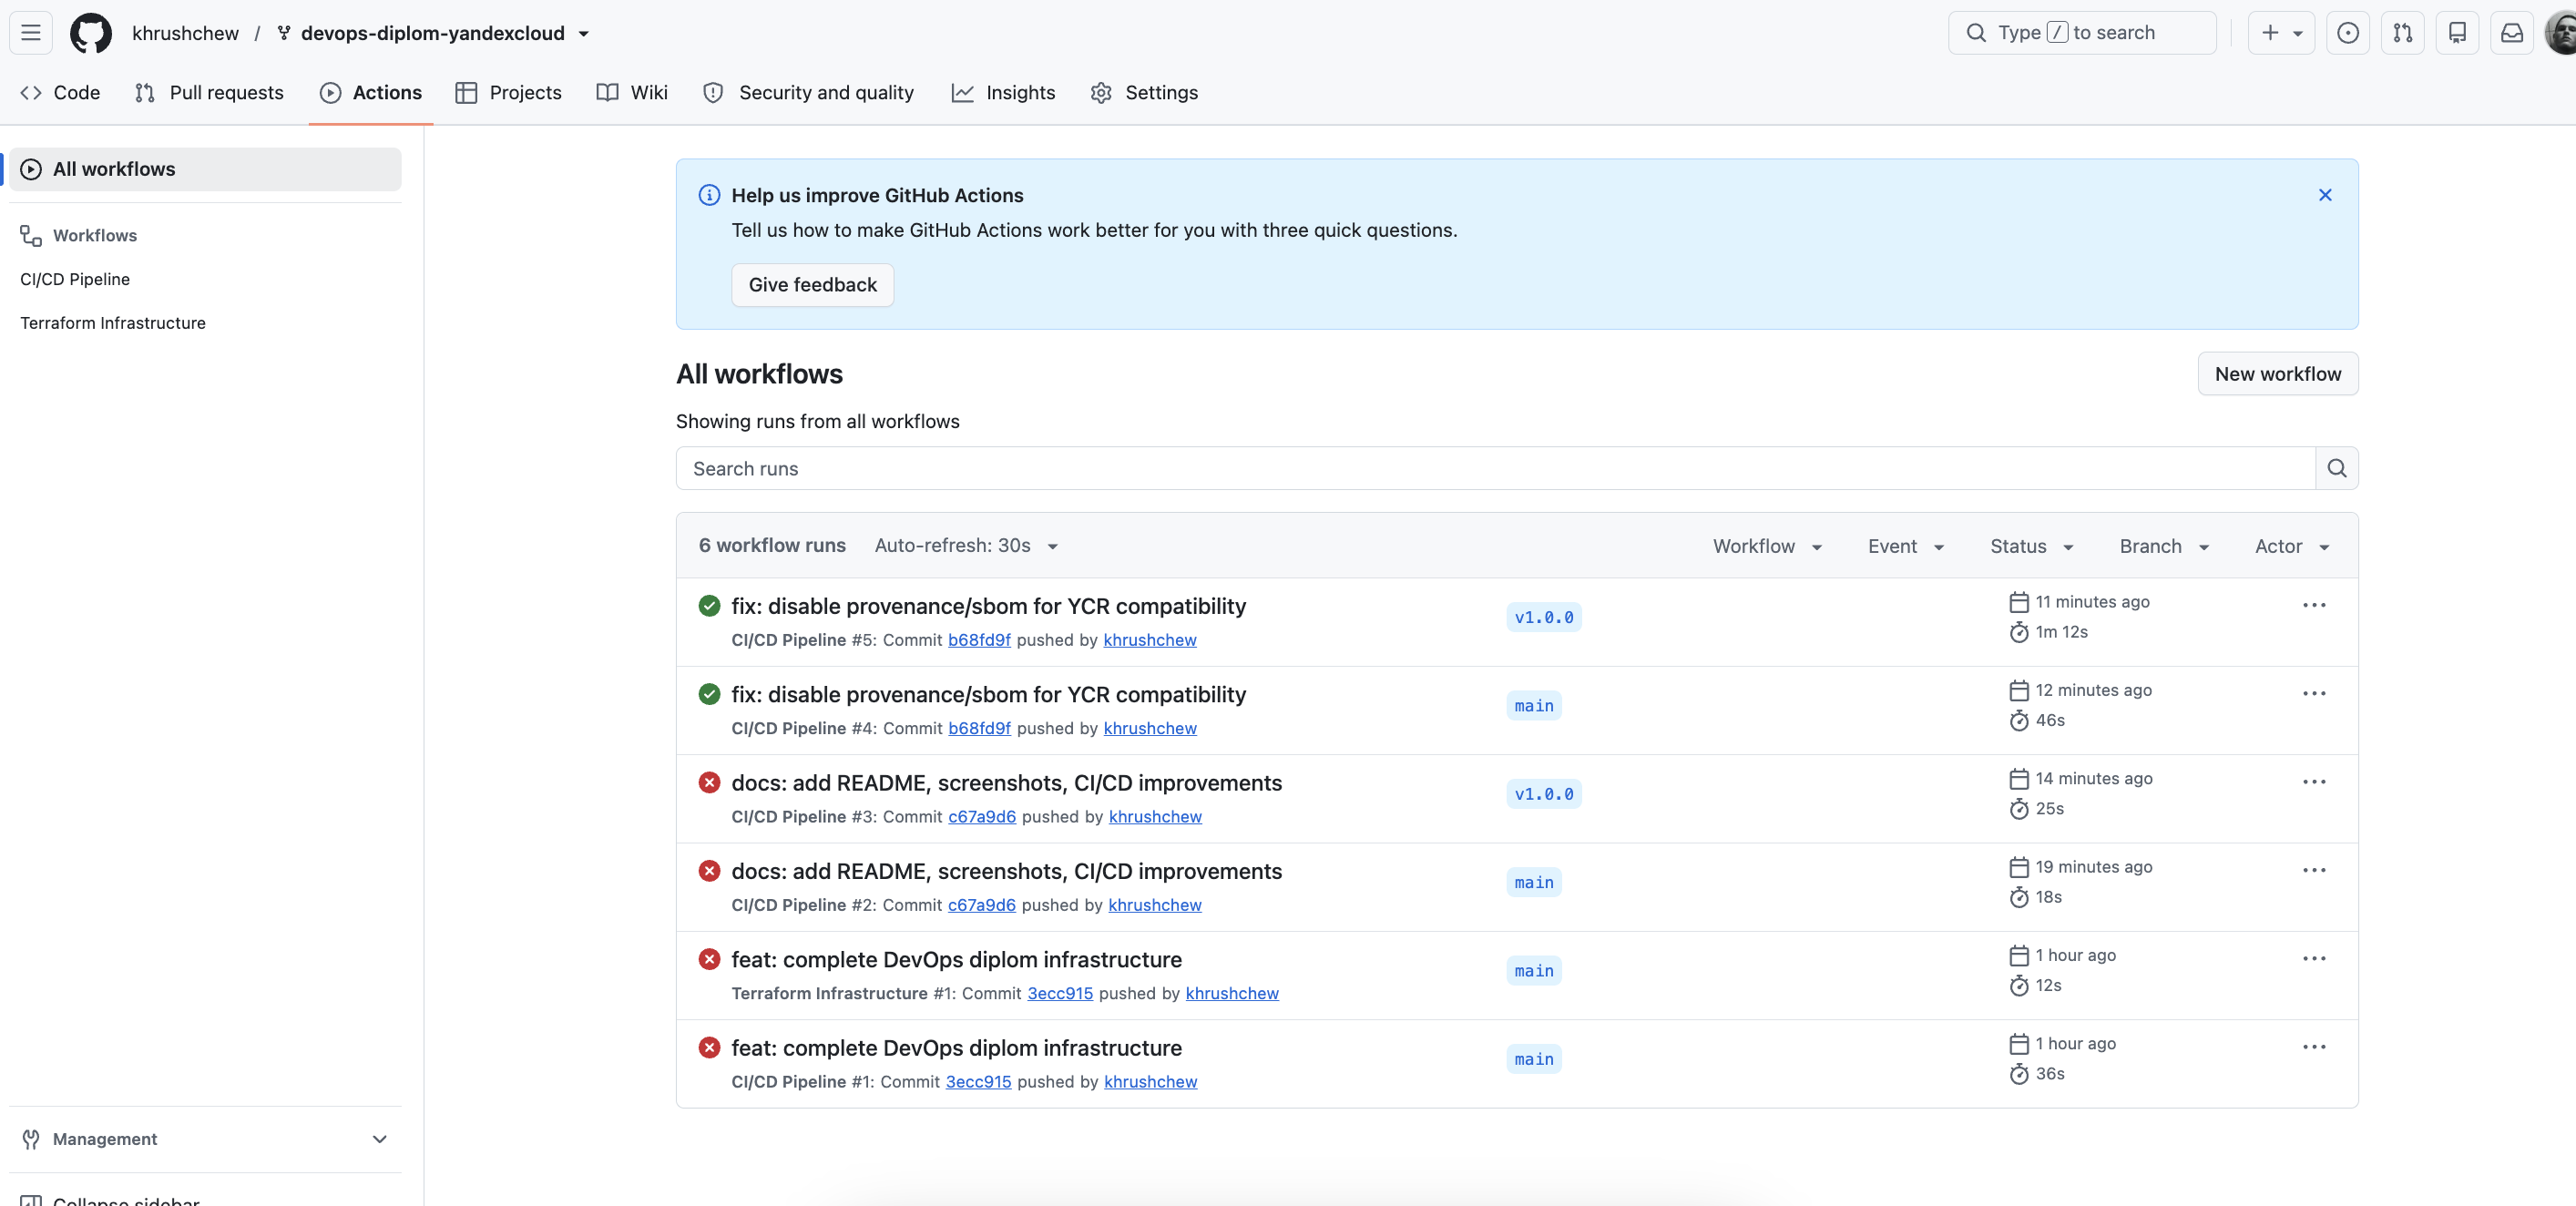 khrushchew / devops-diplom-yandexcloud
Type / to search
Code Pull requests Actions Projects Wiki Security and quality Insights Settings
All workflows
Workflows
CI/CD Pipeline
Terraform Infrastructure
Management
Collapse sidebar
Help us improve GitHub Actions
Tell us how to make GitHub Actions work better for you with three quick questions.
Give feedback
All workflows
New workflow
Showing runs from all workflows
Search runs
6 workflow runs Auto-refresh: 30s Workflow Event Status Branch Actor
fix: disable provenance/sbom for YCR compatibility
CI/CD Pipeline #5: Commit b68fd9f pushed by khrushchew
v1.0.0
11 minutes ago
1m 12s
fix: disable provenance/sbom for YCR compatibility
CI/CD Pipeline #4: Commit b68fd9f pushed by khrushchew
main
12 minutes ago
46s
docs: add README, screenshots, CI/CD improvements
CI/CD Pipeline #3: Commit c67a9d6 pushed by khrushchew
v1.0.0
14 minutes ago
25s
docs: add README, screenshots, CI/CD improvements
CI/CD Pipeline #2: Commit c67a9d6 pushed by khrushchew
main
19 minutes ago
18s
feat: complete DevOps diplom infrastructure
Terraform Infrastructure #1: Commit 3ecc915 pushed by khrushchew
main
1 hour ago
12s
feat: complete DevOps diplom infrastructure
CI/CD Pipeline #1: Commit 3ecc915 pushed by khrushchew
main
1 hour ago
36s